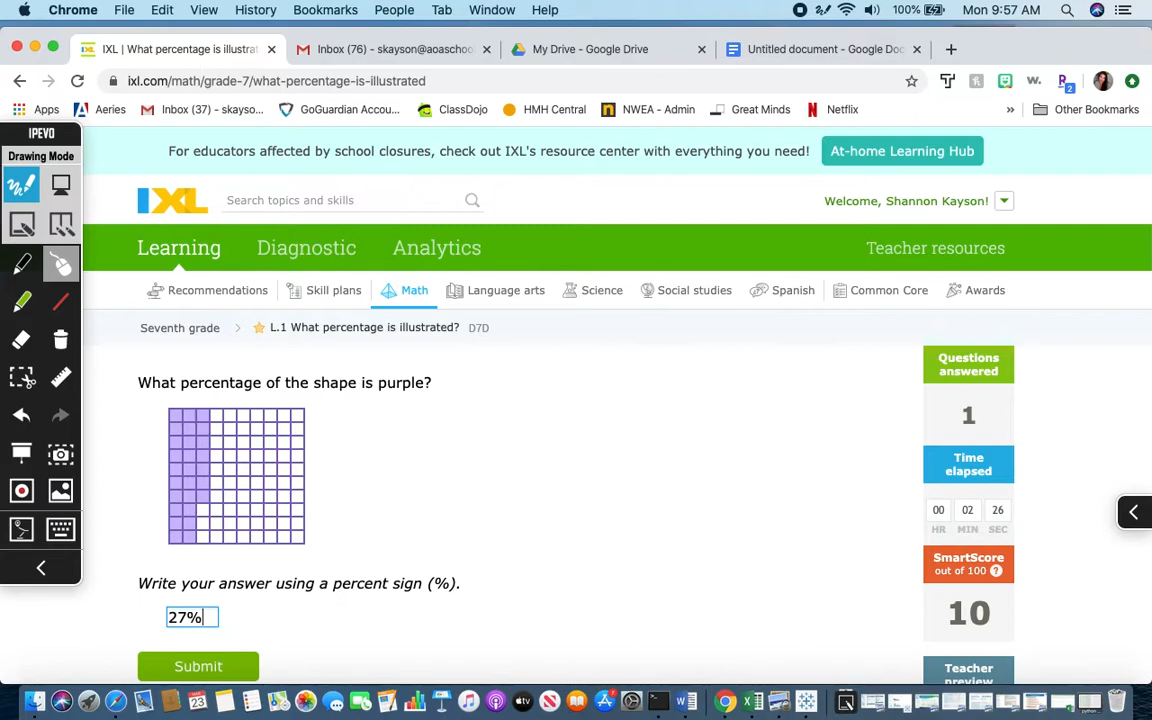 Chrome File Edit View History Bookmarks People Tab Window Help 100% Mon 9:57 AM
IXL | What percentage is illustrat Inbox (76) - skayson@aoaschoo My Drive - Google Drive Untitled document - Google Doc
ixl.com/math/grade-7/what-percentage-is-illustrated
Apps Aeries Inbox (37) - skayso... GoGuardian Accou... ClassDojo HMH Central NWEA - Admin Great Minds Netflix » Other Bookmarks
IPEVO
Drawing Mode
For educators affected by school closures, check out IXL's resource center with everything you need! At-home Learning Hub
IXL Search topics and skills Welcome, Shannon Kayson!
Learning Diagnostic Analytics Teacher resources
Recommendations Skill plans Math Language arts Science Social studies Spanish Common Core Awards
Seventh grade > L.1 What percentage is illustrated? D7D
What percentage of the shape is purple?
Write your answer using a percent sign (%).
27%
Submit
Questions
answered
1
Time
elapsed
00 02 26
HR MIN SEC
SmartScore
out of 100 ?
10
Teacher
preview